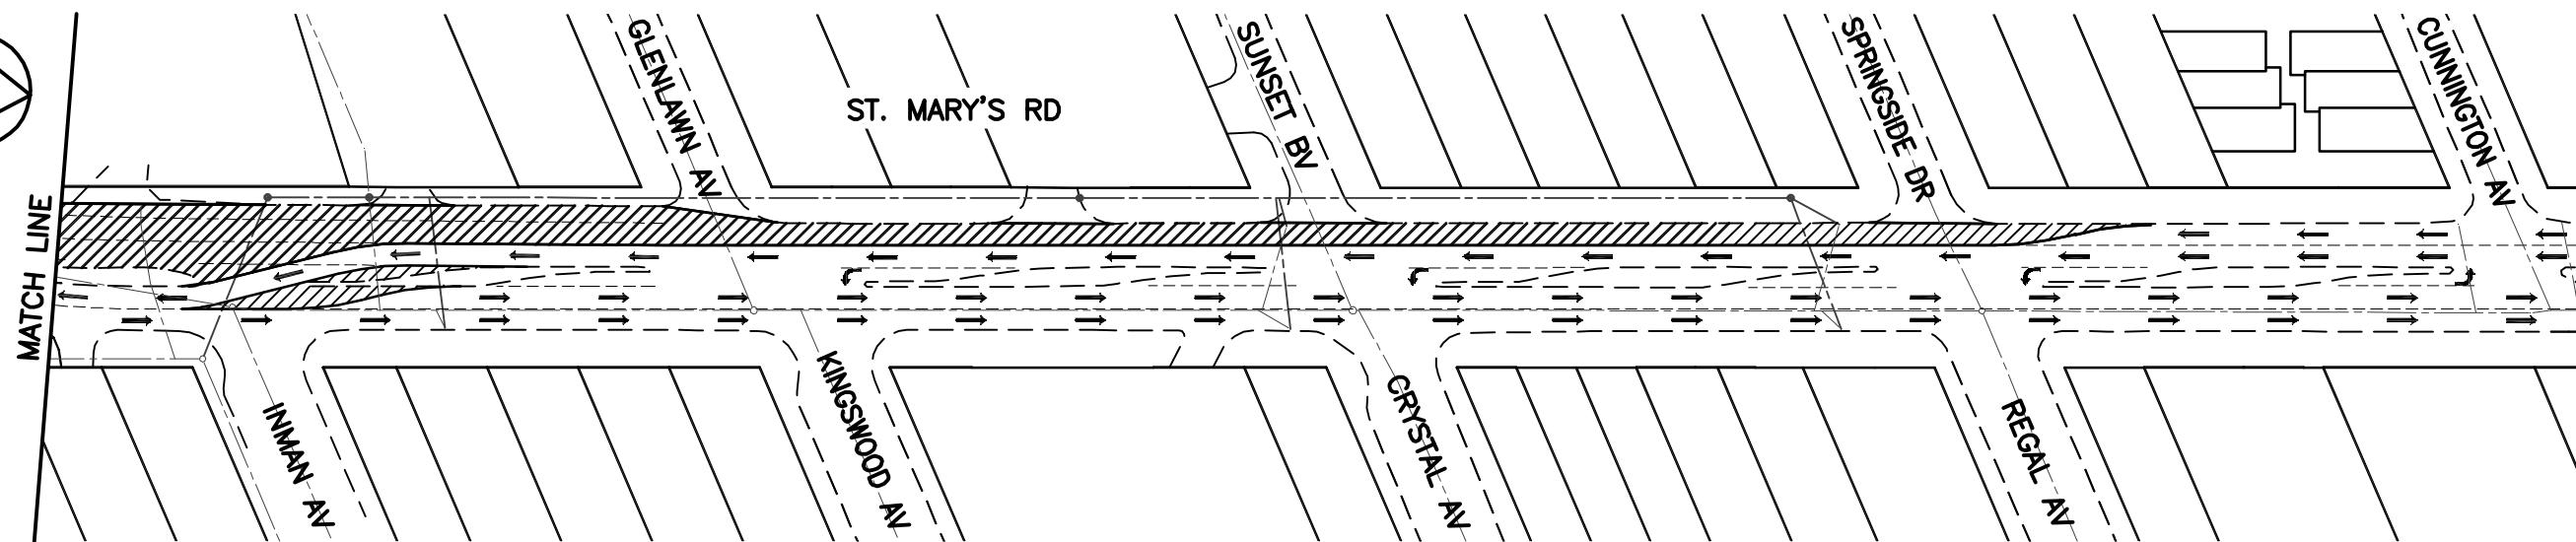 MATCH LINE
GLENLAWN AV
ST. MARY'S RD
SUNSET BV
SPRINGSIDE DR
CUNNINGTON AV
INMAN AV
KINGSWOOD AV
CRYSTAL AV
REGAL AV